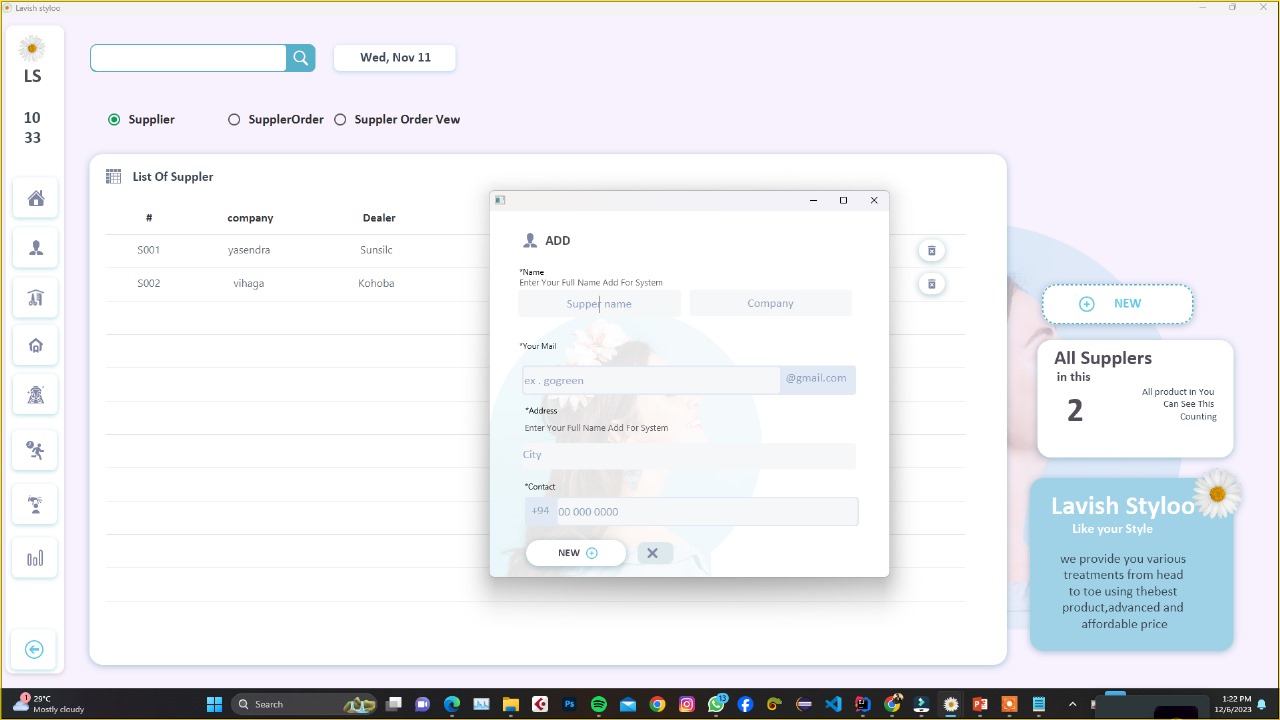 Lavish styloo
LS
10
33
Wed, Nov 11
Supplier
SupplerOrder
Suppler Order Vew
List Of Suppler
# company Dealer
S001 yasendra Sunsilc
S002 vihaga Kohoba
ADD
*Name
Enter Your Full Name Add For System
Supper name
Company
*Your Mail
ex . gogreen
@gmail.com
*Address
Enter Your Full Name Add For System
City
*Contact
+94 00 000 0000
NEW
NEW
All Supplers
in this
2
All product in You
Can See This
Counting
Lavish Styloo
Like your Style
we provide you various
treatments from head
to toe using thebest
product,advanced and
affordable price
1
29°C
Mostly cloudy
Search
13
1:22 PM
12/6/2023